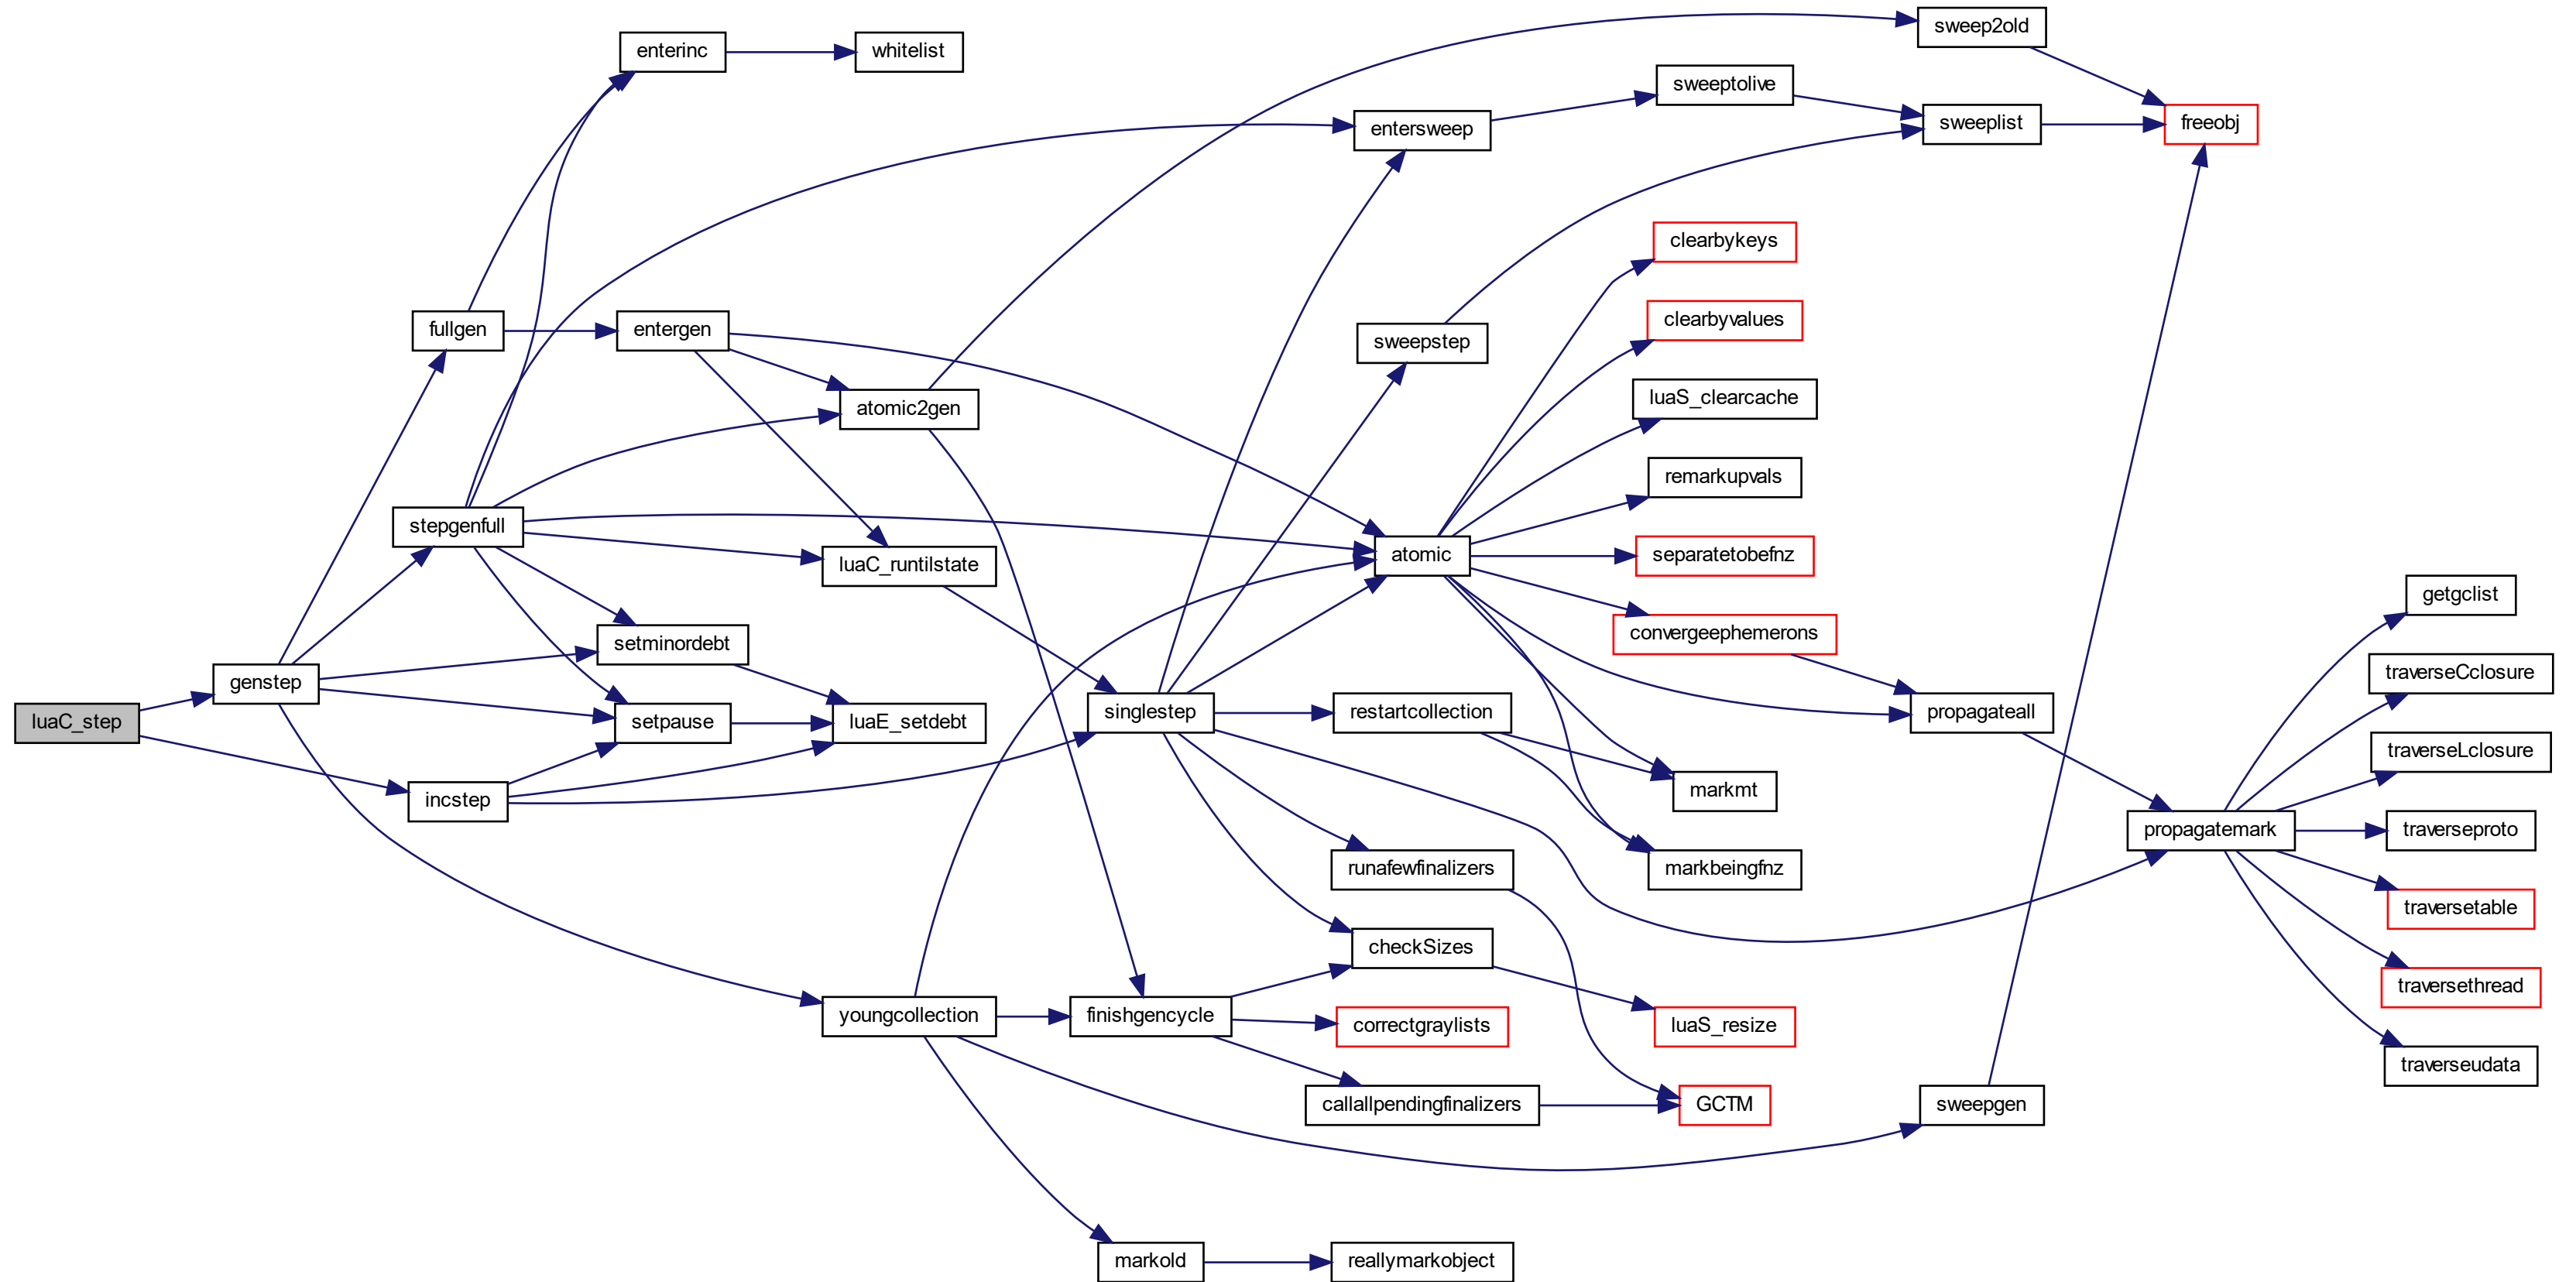 luaC_step
genstep
incstep
fullgen
stepgenfull
enterinc
entergen
setminordebt
setpause
whitelist
atomic2gen
luaC_runtilstate
luaE_setdebt
youngcollection
singlestep
finishgencycle
markold
entersweep
sweepstep
atomic
restartcollection
runafewfinalizers
checkSizes
correctgraylists
callallpendingfinalizers
reallymarkobject
sweeptolive
clearbykeys
clearbyvalues
luaS_clearcache
remarkupvals
separatetobefnz
convergeephemerons
markmt
markbeingfnz
luaS_resize
GCTM
sweep2old
sweeplist
propagateall
sweepgen
freeobj
propagatemark
getgclist
traverseCclosure
traverseLclosure
traverseproto
traversetable
traversethread
traverseudata